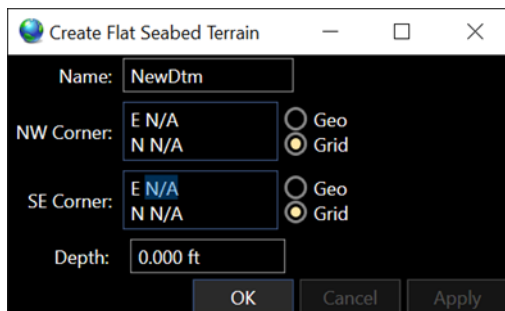 Create Flat Seabed Terrain
Name: NewDtm
NW Corner: E N/A
N N/A
Geo
Grid
SE Corner: E N/A
N N/A
Geo
Grid
Depth: 0.000 ft
OK Cancel Apply